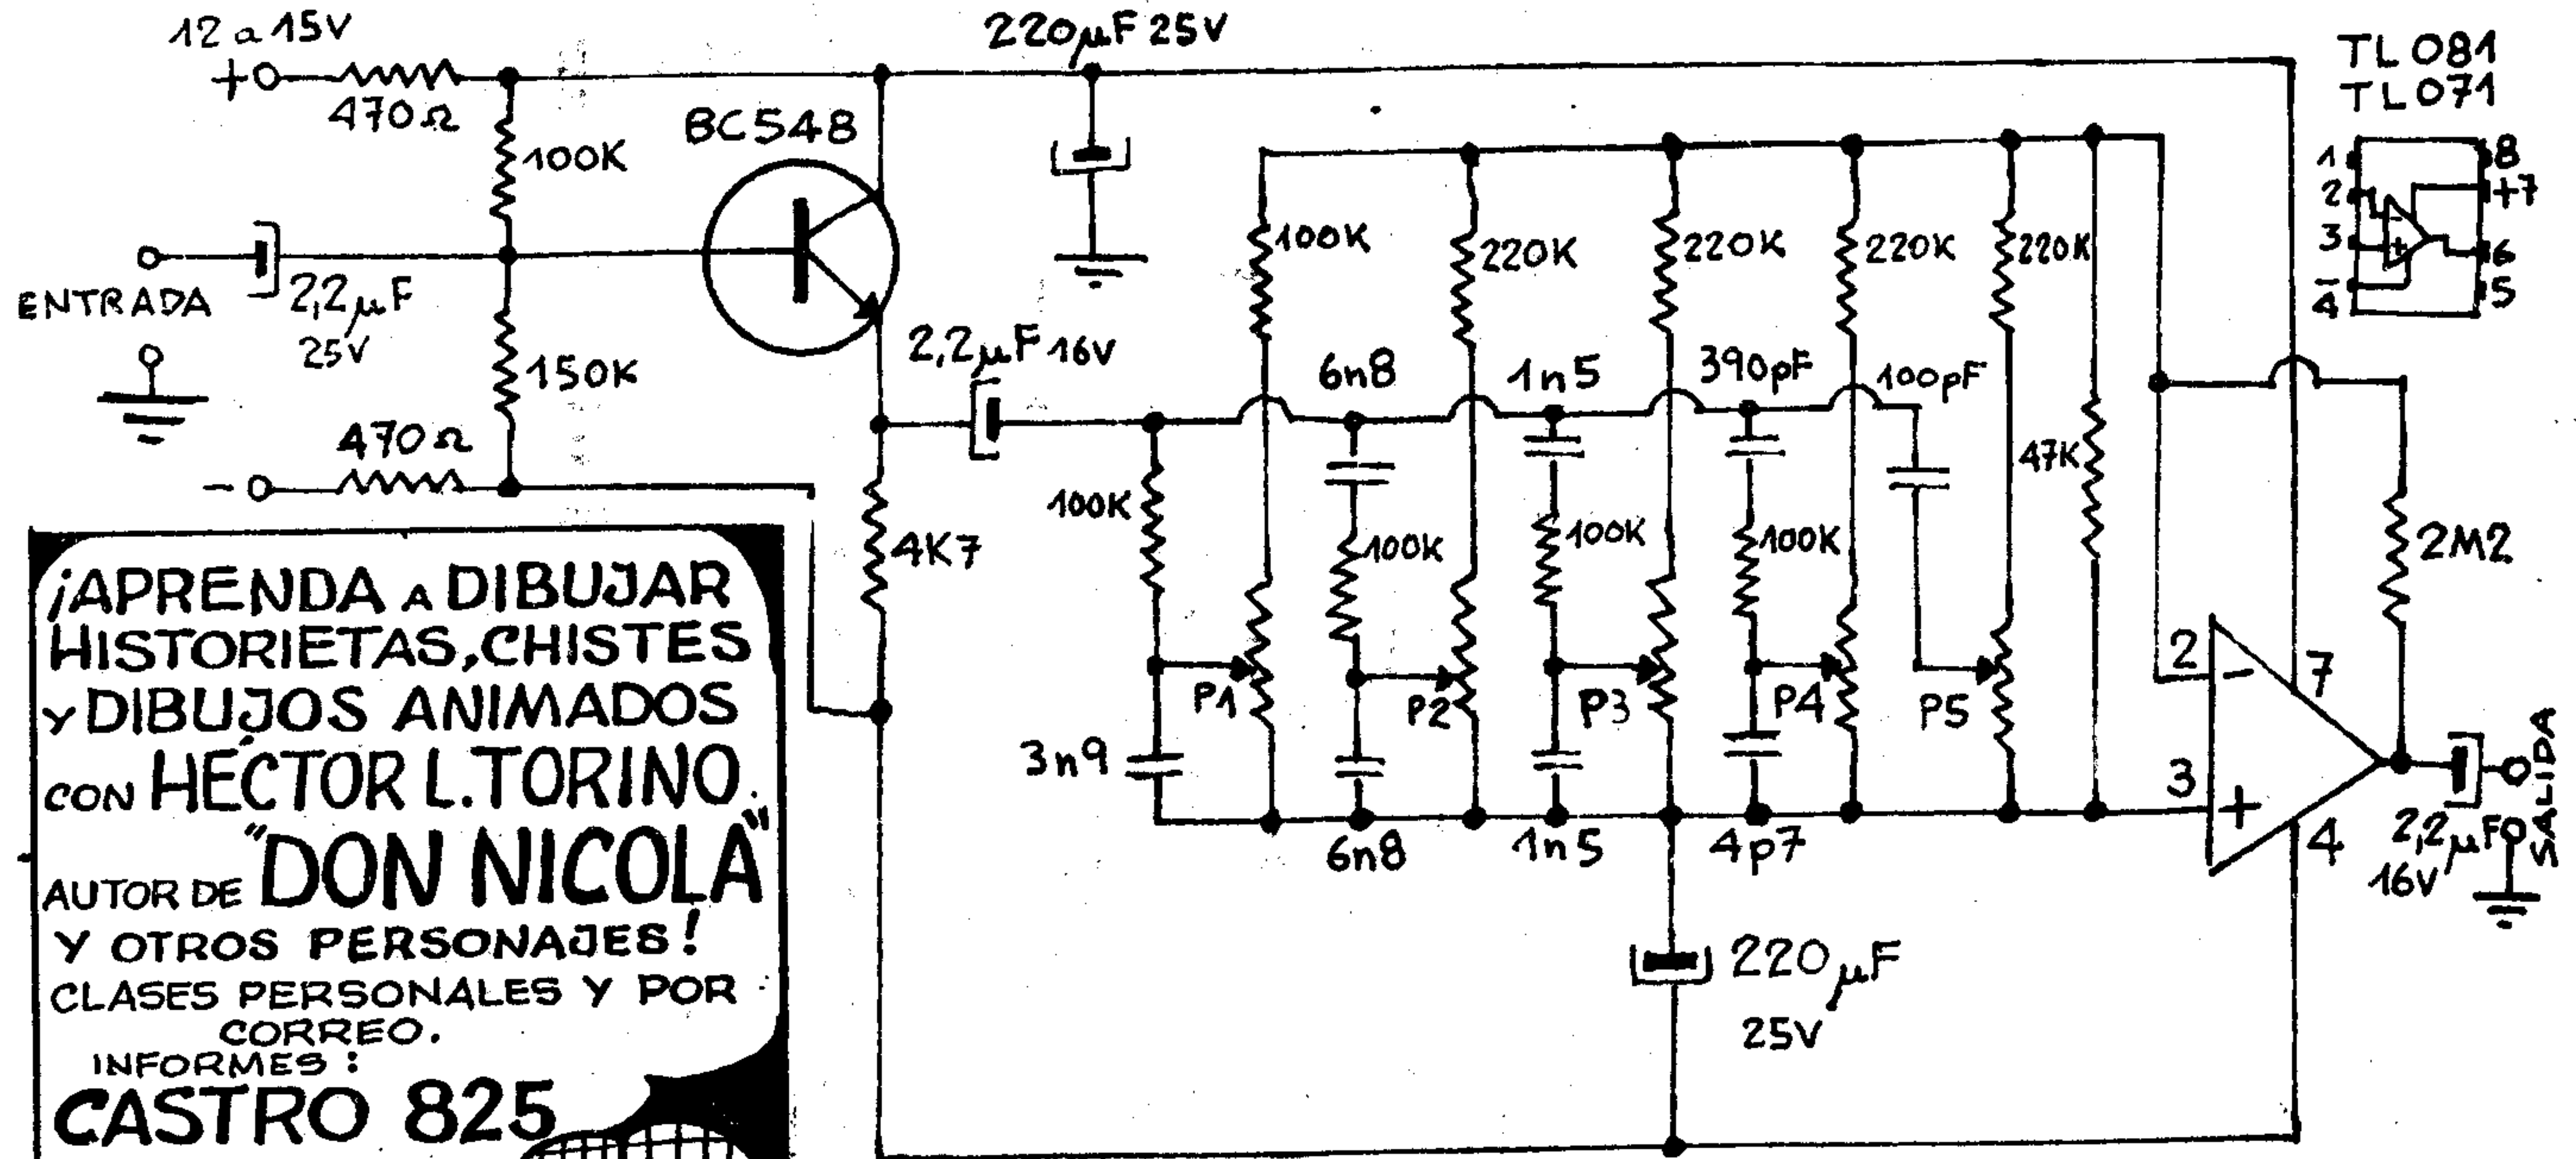 12 a 15V
+
470Ω
100K
BC548
220µF 25V
TL081
TL071
1
2
3
4
-
8
+7
6
5
-
+
ENTRADA
2,2µF
25V
150K
470Ω
-
2,2µF 16V
4K7
100K
220K
220K
220K
220K
6n8
1n5
390pF
100pF
47K
2M2
100K
100K
100K
100K
P1
P2
P3
P4
P5
3n9
6n8
1n5
4p7
220µF
25V
2
-
3
+
7
4
2,2µF
16V
SALIDA
¡APRENDA A DIBUJAR
HISTORIETAS, CHISTES
Y DIBUJOS ANIMADOS
CON HÉCTOR L. TORINO.
AUTOR DE "DON NICOLA"
Y OTROS PERSONAJES!
CLASES PERSONALES Y POR
CORREO.
INFORMES:
CASTRO 825